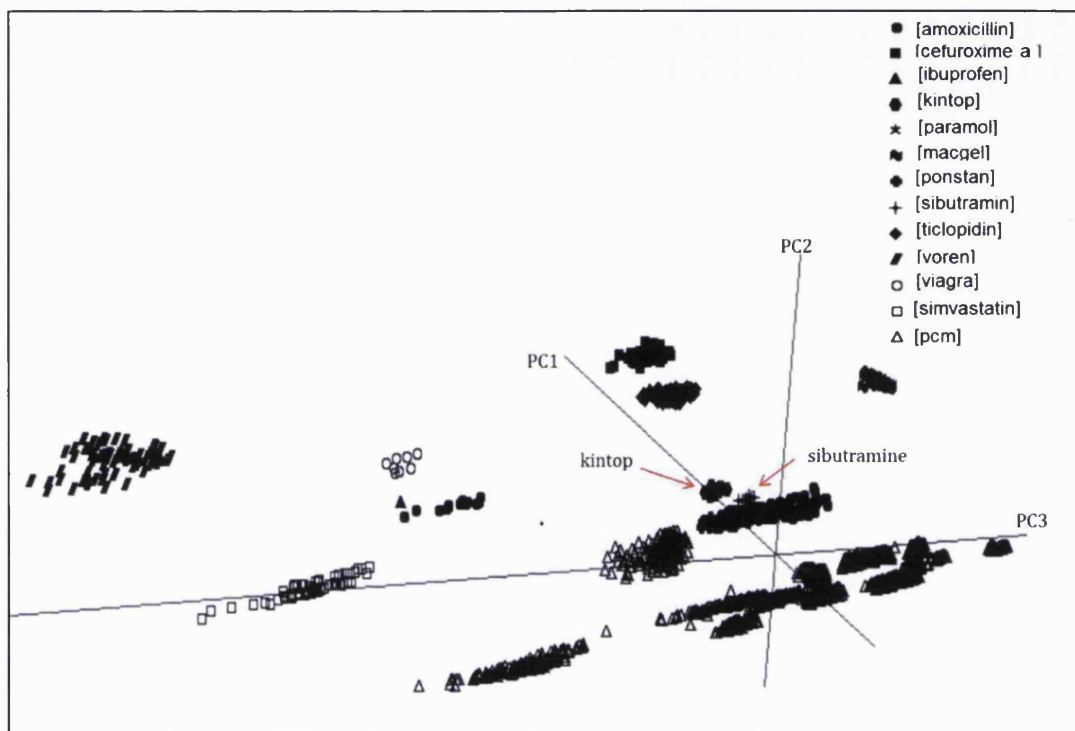 [amoxicillin]
[cefuroxime a ]
[ibuprofen]
[kintop]
[paramol]
[macgel]
[ponstan]
[sibutramin]
[ticlopidin]
[voren]
[viagra]
[simvastatin]
[pcm]
PC2
PC1
kintop
sibutramine
PC3